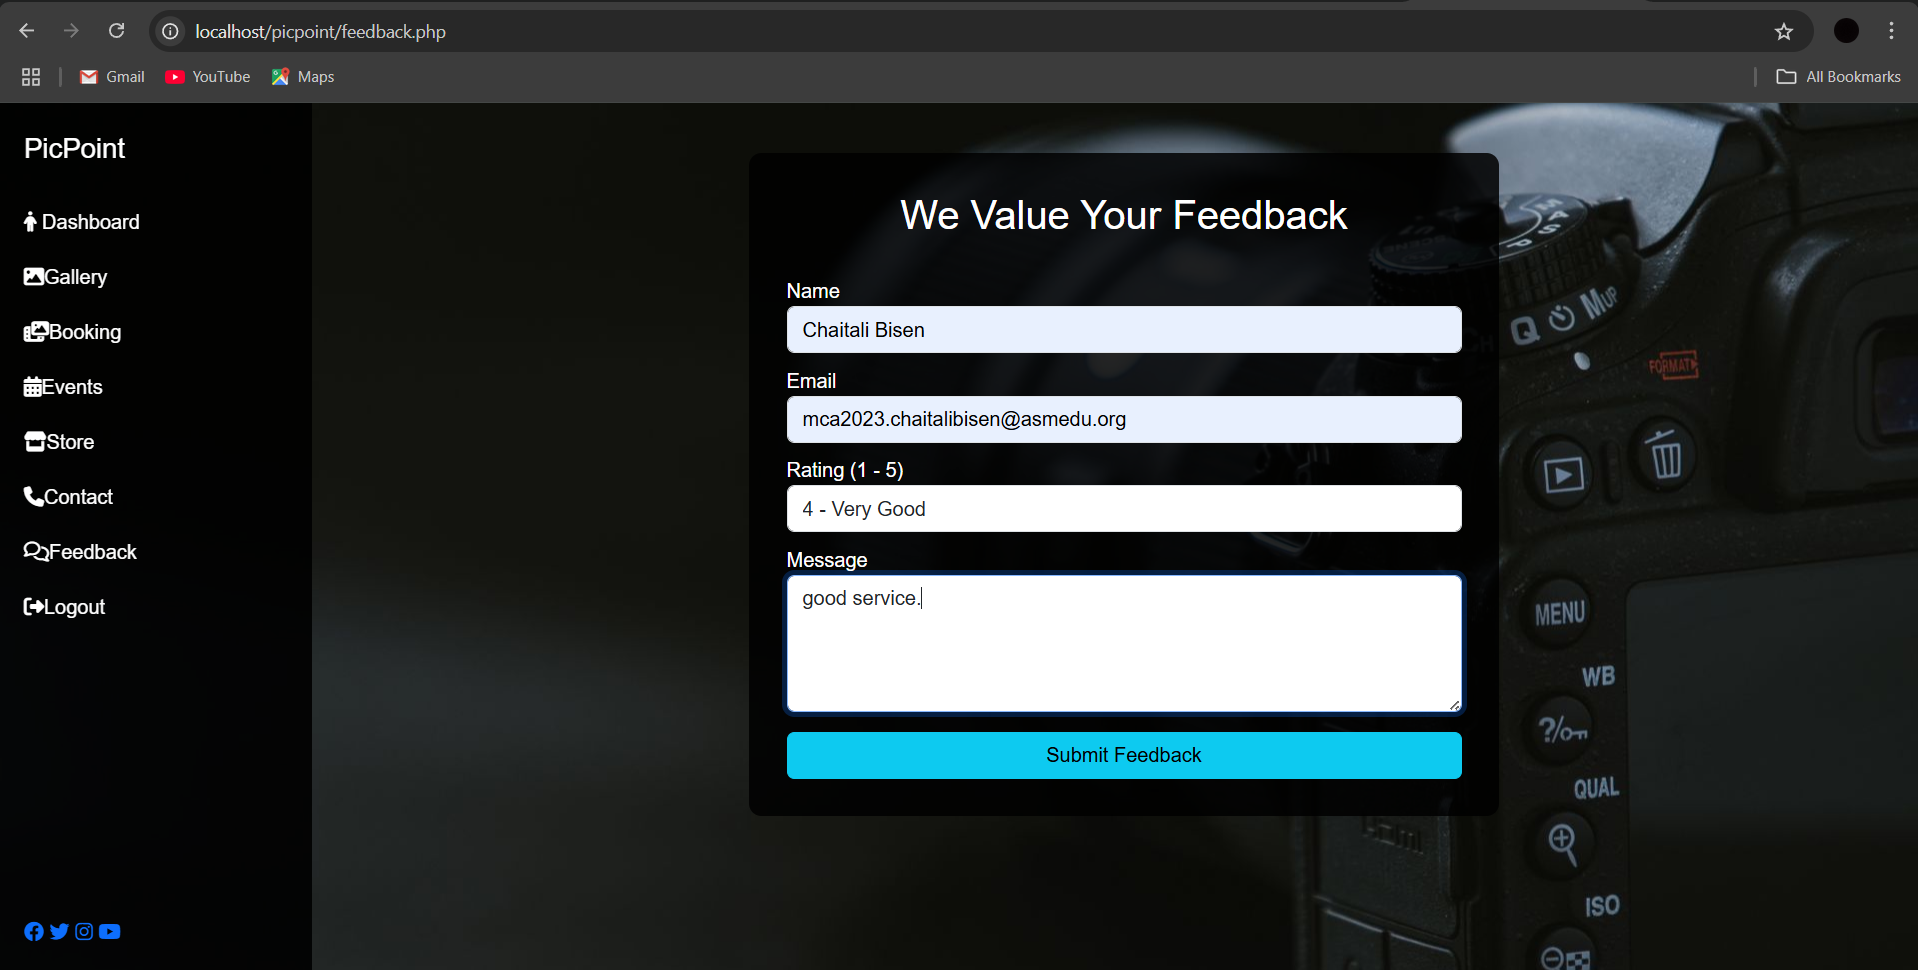 localhost/picpoint/feedback.php
Gmail
YouTube
Maps
All Bookmarks
PicPoint
Dashboard
Gallery
Booking
Events
Store
Contact
Feedback
Logout
We Value Your Feedback
Name
Chaitali Bisen
Email
mca2023.chaitalibisen@asmedu.org
Rating (1 - 5)
4 - Very Good
Message
good service.
Submit Feedback
Q
MUP
FORMAT
MENU
WB
?/
QUAL
ISO
HDMI